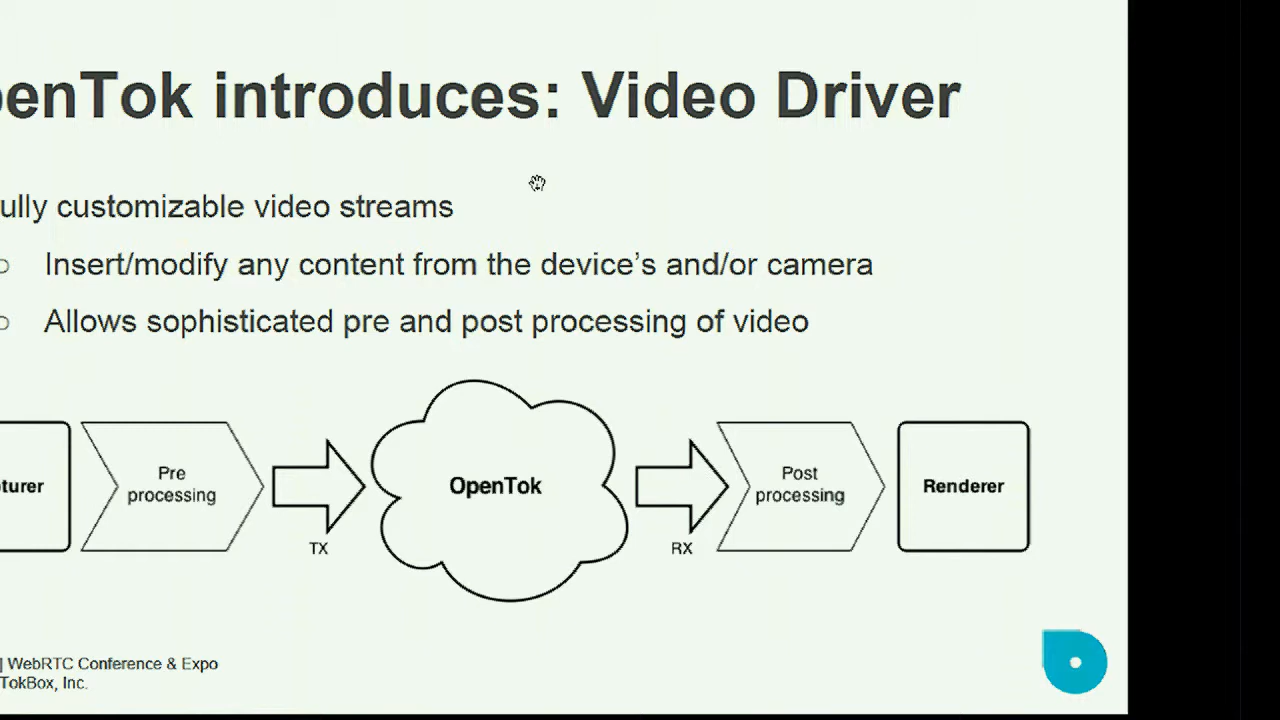 penTok introduces: Video Driver
ully customizable video streams
○ Insert/modify any content from the device's and/or camera
○ Allows sophisticated pre and post processing of video
turer
Pre
processing
TX
OpenTok
RX
Post
processing
Renderer
] WebRTC Conference & Expo
TokBox, Inc.